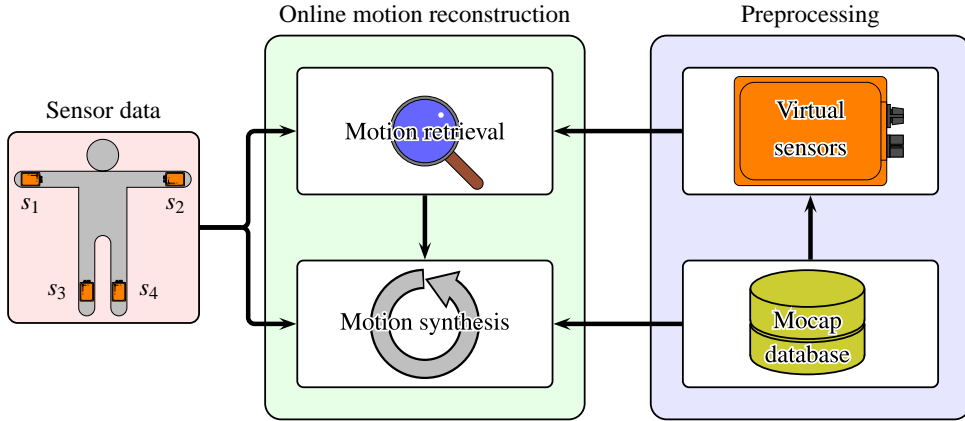 Online motion reconstruction
Preprocessing
Sensor data
Motion retrieval
Virtual
sensors
s1
s2
s3
s4
Motion synthesis
Mocap
database